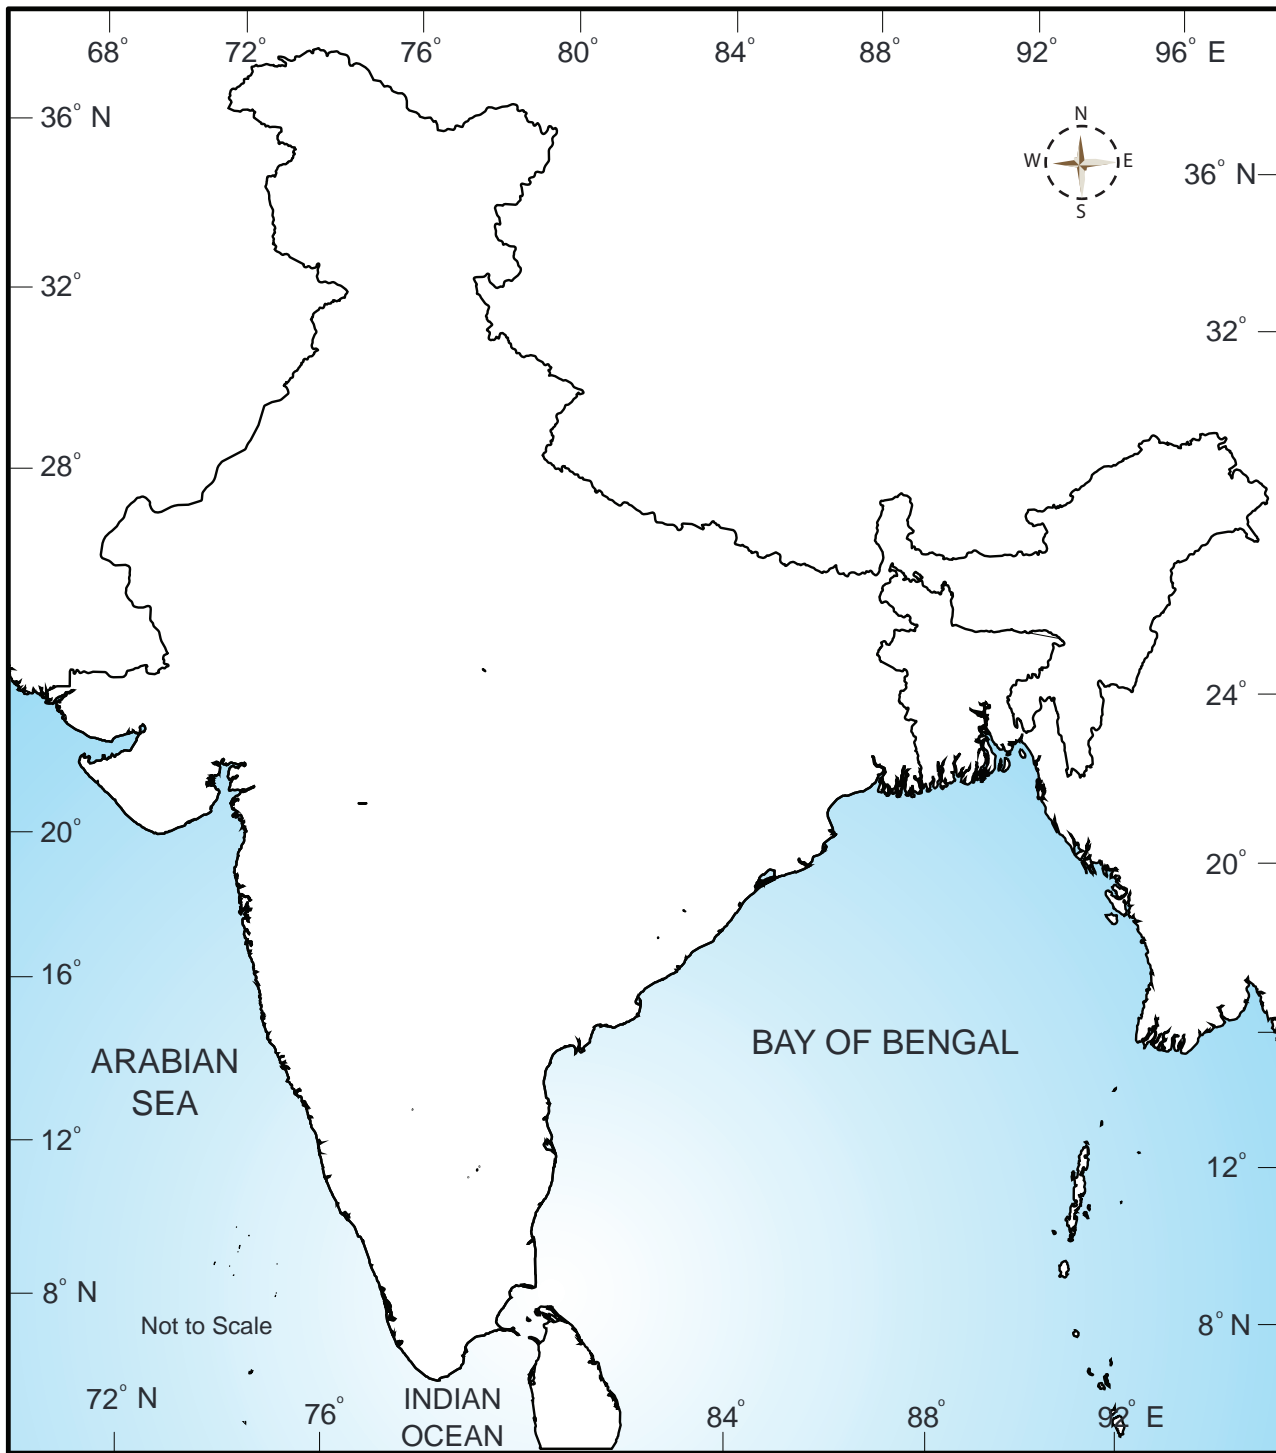 68° 72° 76° 80° 84° 88° 92° 96° E
36° N
N
W E
S
36° N
32°
32°
28°
24°
20°
20°
16°
BAY OF BENGAL
ARABIAN
SEA
12°
12°
8° N
8° N
Not to Scale
72° N
76°
INDIAN
OCEAN
84°
88°
92° E